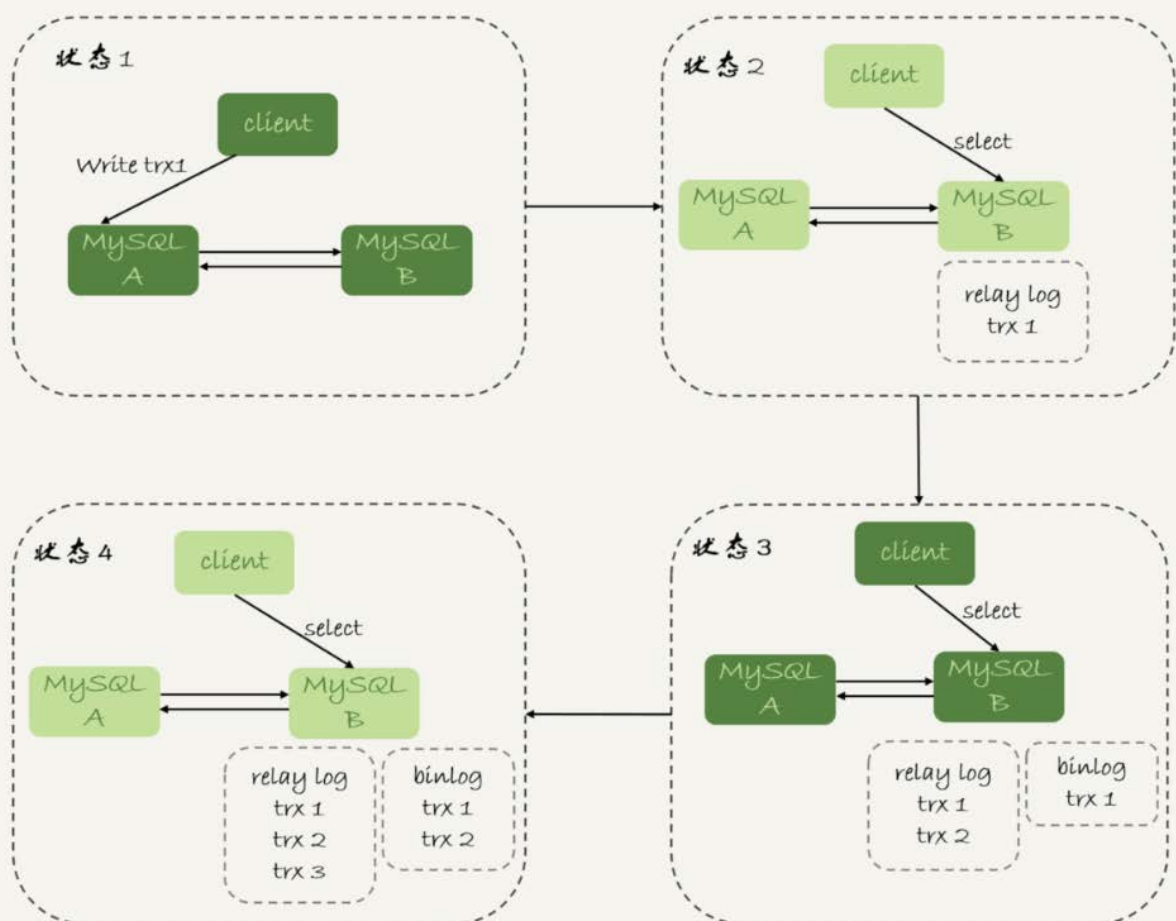 状态1
client
Write trx1
MySQL
A
MySQL
B
状态2
client
select
MySQL
A
MySQL
B
relay log
trx 1
状态4
client
select
MySQL
A
MySQL
B
relay log
trx 1
trx 2
trx 3
binlog
trx 1
trx 2
状态3
client
select
MySQL
A
MySQL
B
relay log
trx 1
trx 2
binlog
trx 1